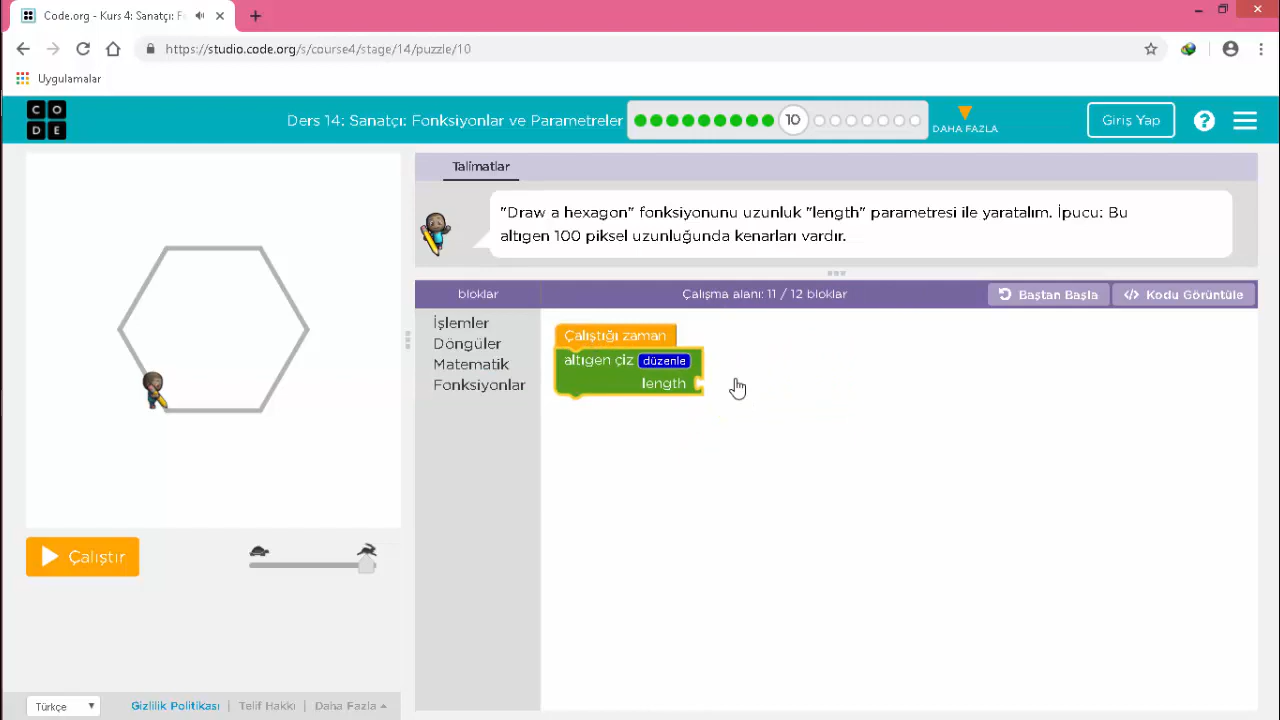 Code.org - Kurs 4: Sanatçı: Fo
https://studio.code.org/s/course4/stage/14/puzzle/10
Uygulamalar
C O
D E
Ders 14: Sanatçı: Fonksiyonlar ve Parametreler
10
DAHA FAZLA
Giriş Yap
?
Talimatlar
"Draw a hexagon" fonksiyonunu uzunluk "length" parametresi ile yaratalım. İpucu: Bu
altıgen 100 piksel uzunluğunda kenarları vardır.
bloklar
Çalışma alanı: 11 / 12 bloklar
Baştan Başla
</> Kodu Görüntüle
İşlemler
Döngüler
Matematik
Fonksiyonlar
Çalıştığı zaman
altıgen çiz düzenle
length
Çalıştır
Türkçe
Gizlilik Politikası | Telif Hakkı | Daha Fazla